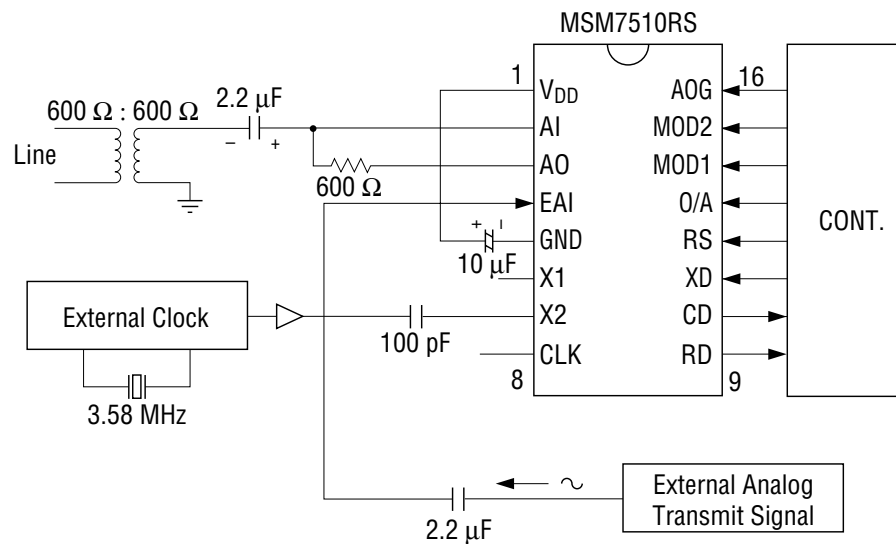 MSM7510RS
1
16
V_DD
AOG
600 Ω : 600 Ω
2.2 μF
AI
MOD2
− +
Line
AO
MOD1
600 Ω
EAI
O/A
CONT.
+ −
GND
RS
10 μF
X1
XD
External Clock
X2
CD
100 pF
CLK
RD
8
9
3.58 MHz
External Analog
Transmit Signal
2.2 μF